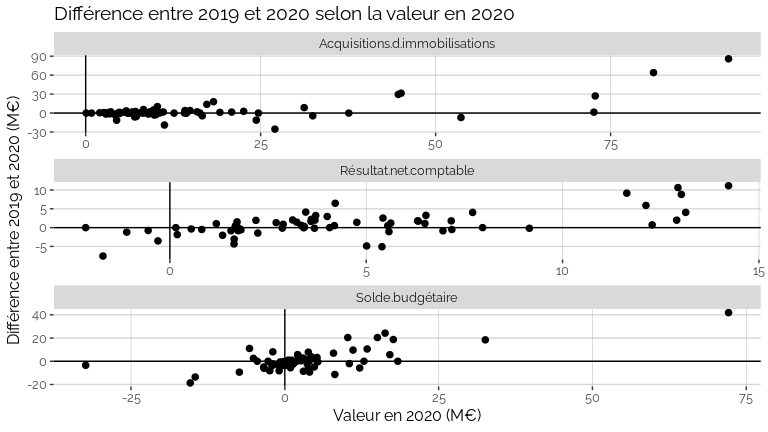 Différence entre 2019 et 2020 selon la valeur en 2020
Différence entre 2019 et 2020 (M€)
Acquisitions.d.immobilisations
90
60
30
0
-30
0 25 50 75
Résultat.net.comptable
10
5
0
-5
0 5 10 15
Solde.budgétaire
40
20
0
-20
-25 0 25 50 75
Valeur en 2020 (M€)